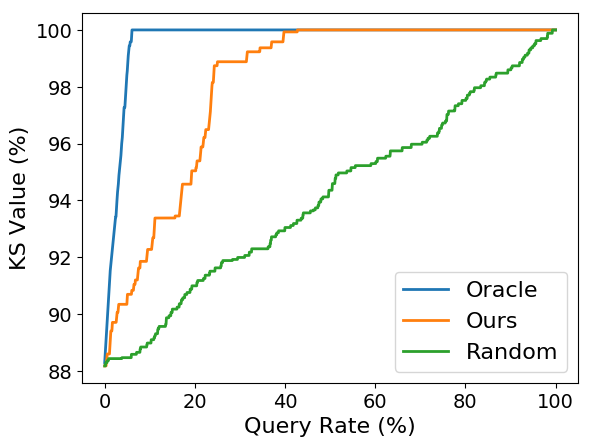 KS Value (%)
100
98
96
94
92
90
88
0 20 40 60 80 100
Query Rate (%)
Oracle
Ours
Random